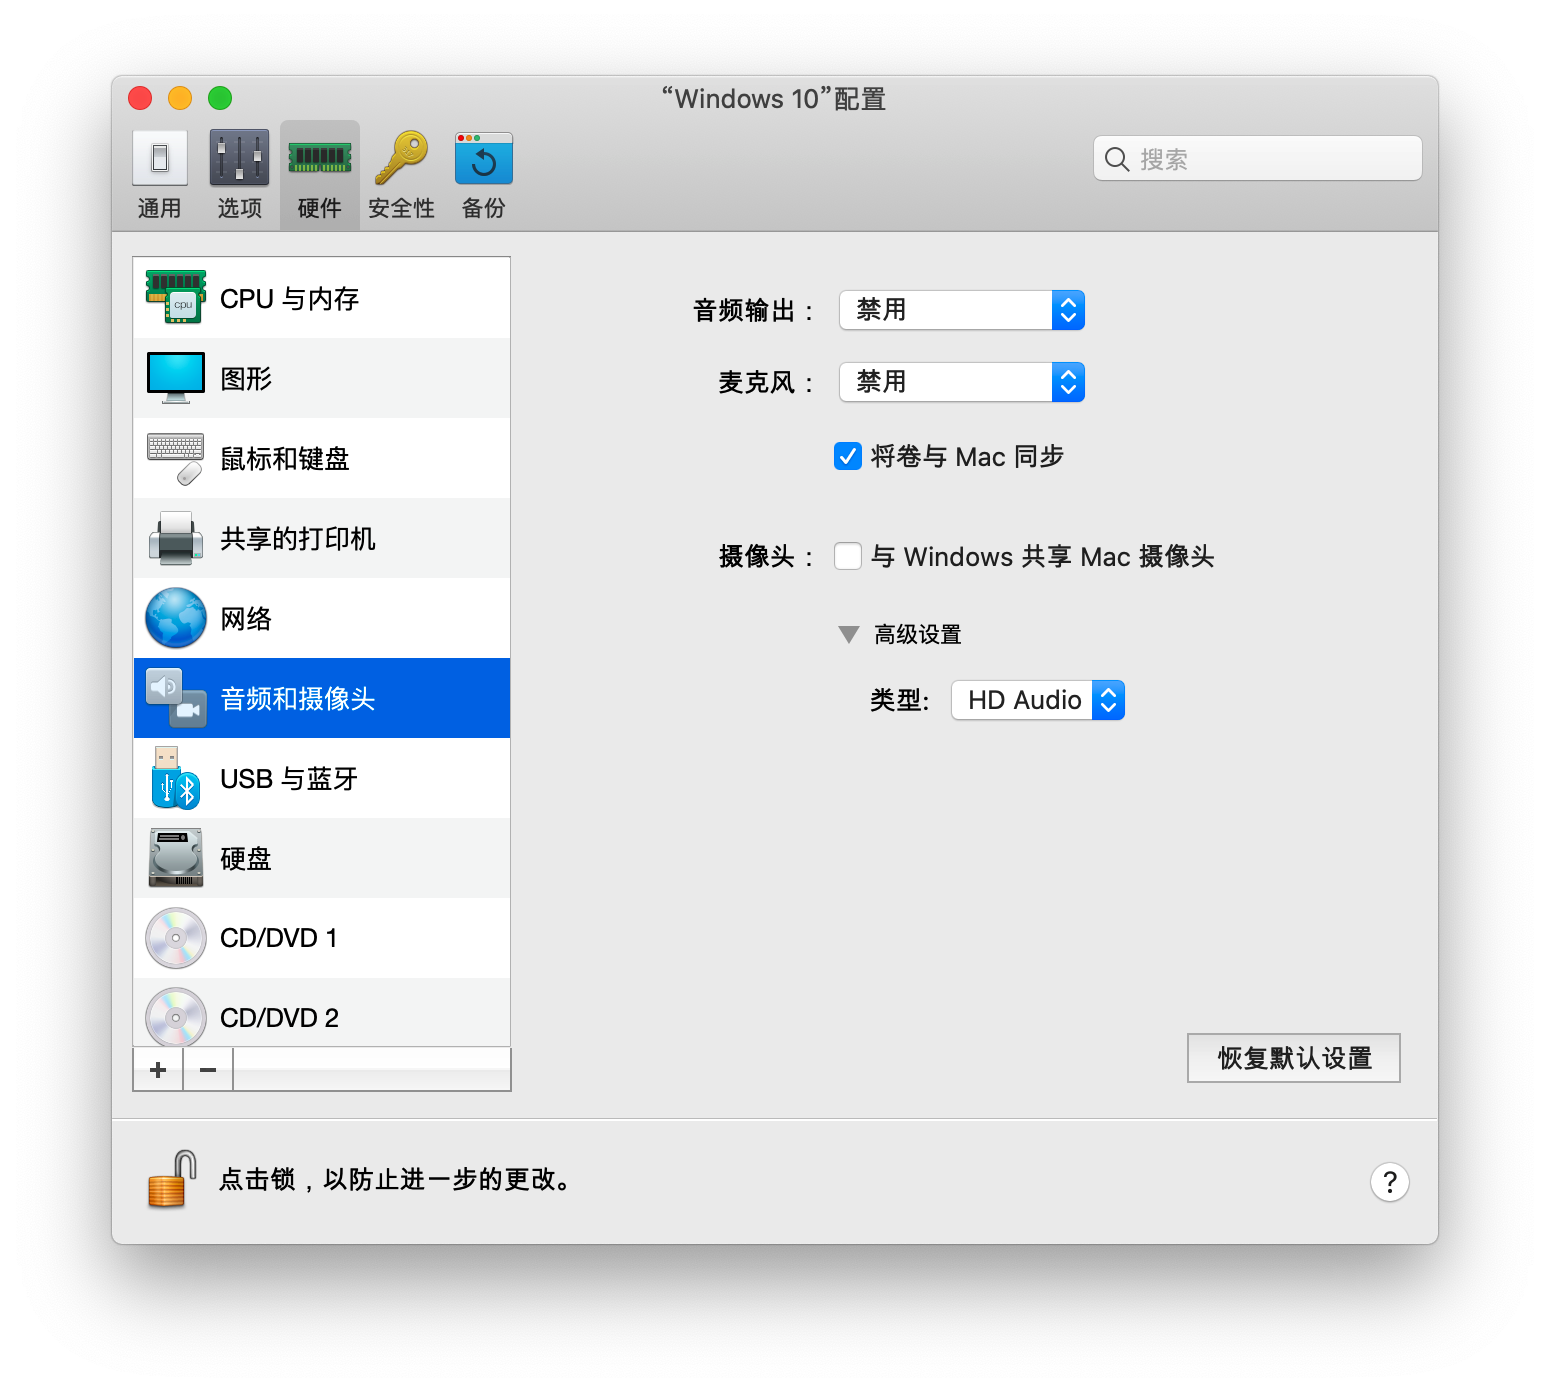 “Windows 10”配置
通用
选项
硬件
安全性
备份
搜索
CPU 与内存
cpu
图形
鼠标和键盘
共享的打印机
网络
音频和摄像头
USB 与蓝牙
硬盘
CD/DVD 1
CD/DVD 2
音频输出： 禁用
麦克风： 禁用
将卷与 Mac 同步
摄像头： 与 Windows 共享 Mac 摄像头
高级设置
类型: HD Audio
恢复默认设置
点击锁，以防止进一步的更改。
?